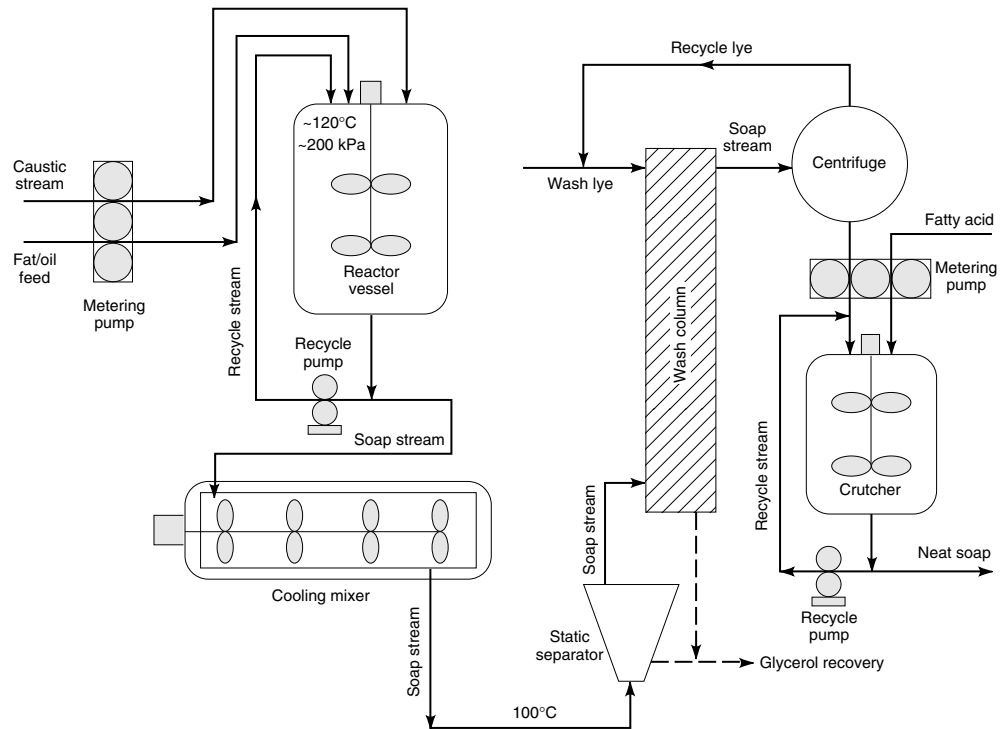 Recycle lye
~120°C
~200 kPa
Soap
stream
Centrifuge
Caustic
stream
Wash lye
Fatty acid
Fat/oil
feed
Reactor
vessel
Metering
pump
Metering
pump
Recycle stream
Wash column
Recycle
pump
Soap stream
Recycle stream
Crutcher
Soap stream
Neat soap
Cooling mixer
Recycle
pump
Soap stream
Static
separator
Glycerol recovery
100°C